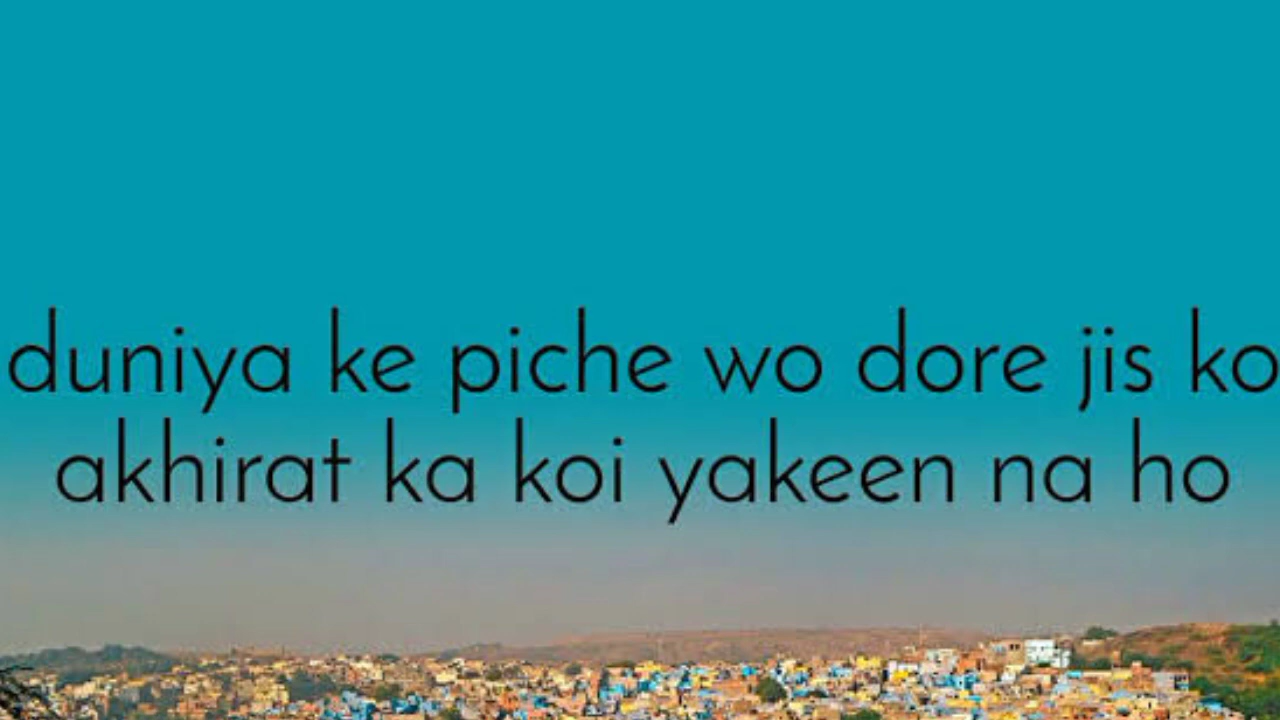 duniya ke piche wo dore jis ko
akhirat ka koi yakeen na ho